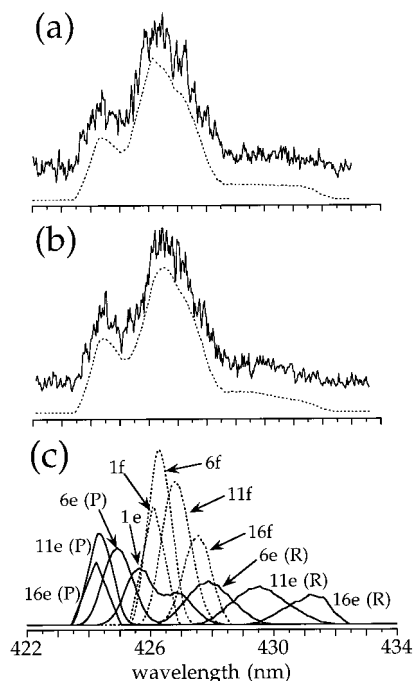 (a)
(b)
(c)
1f
6f
6e (P)
1e
11f
11e (P)
16f
6e (R)
16e (P)
11e (R)
16e (R)
422
426
430
434
wavelength (nm)